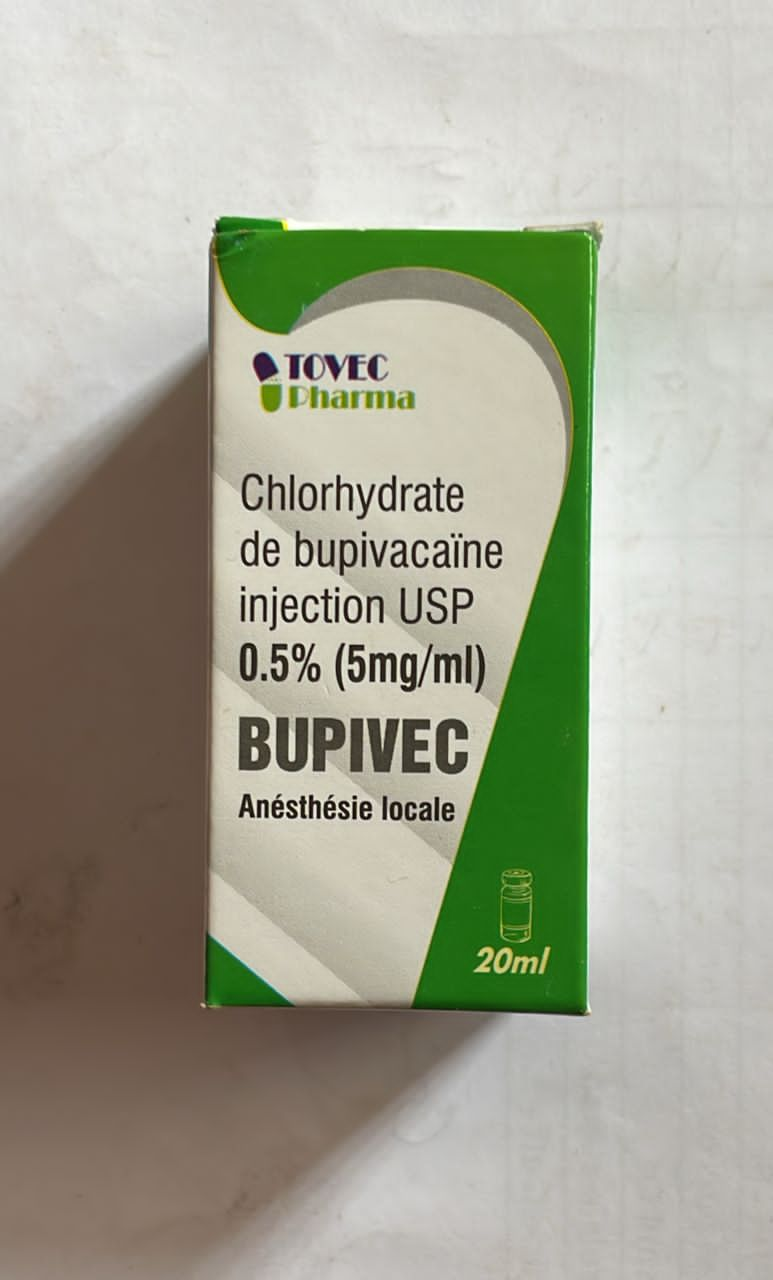 TOVEC
Pharma
Chlorhydrate
de bupivacaïne
injection USP
0.5% (5mg/ml)
BUPIVEC
Anésthésie locale
20ml